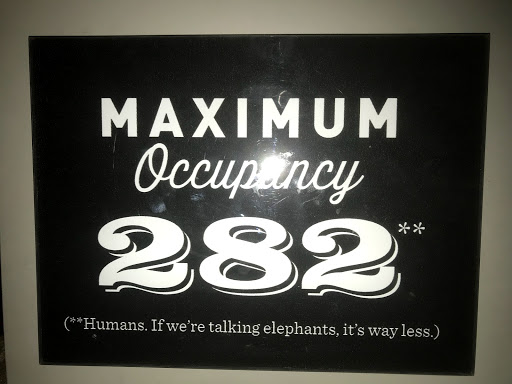 MAXIMUM
Occupancy
282**
(**Humans. If we're talking elephants, it's way less.)